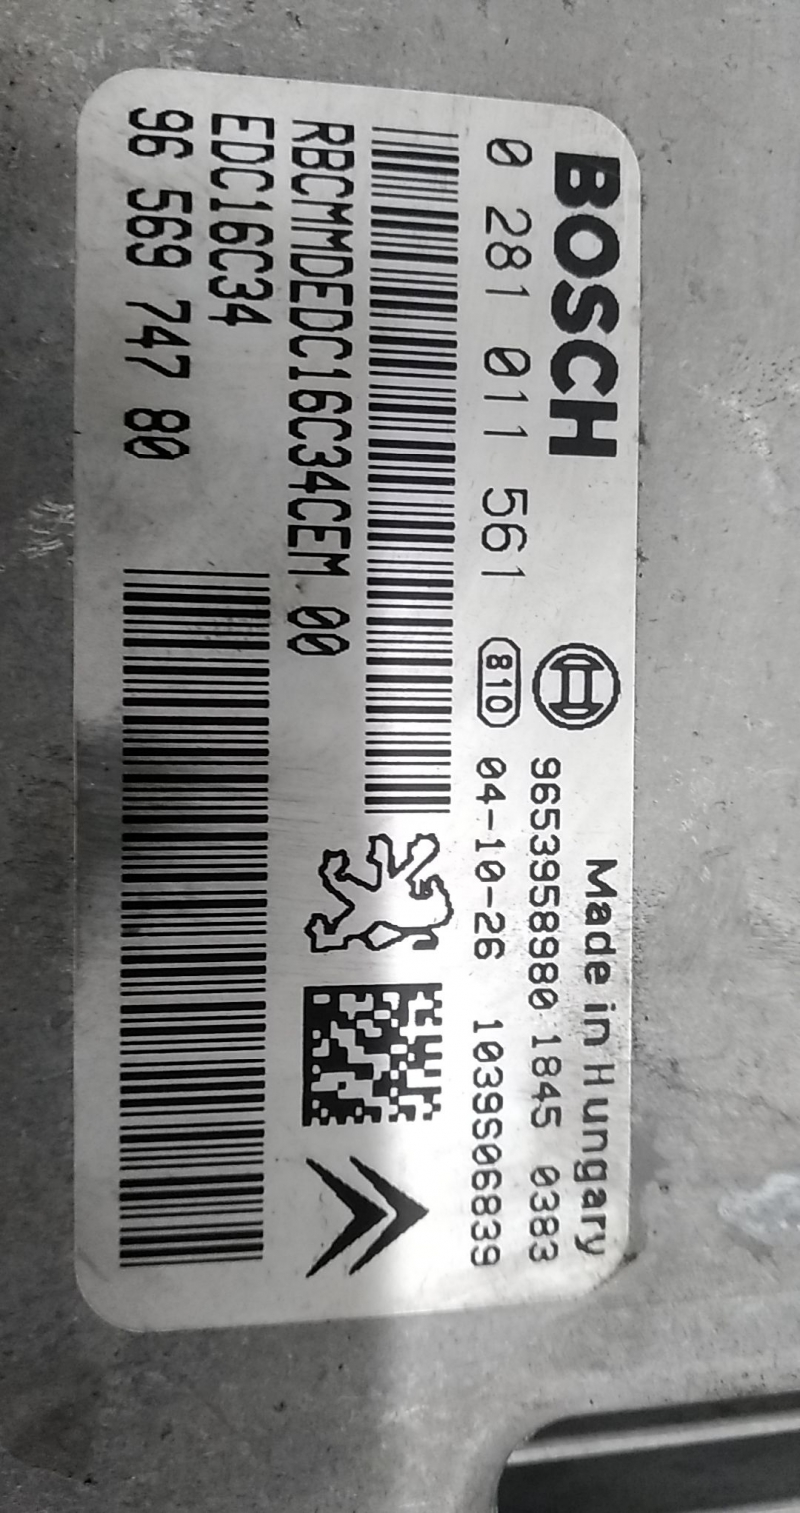 BOSCH
Made in Hungary
9653958980 1845 0383
0 281 011 561
810
04-10-26 1039S06839
RBCMMDEDC16C34CEM 00
EDC16C34
96 569 747 80